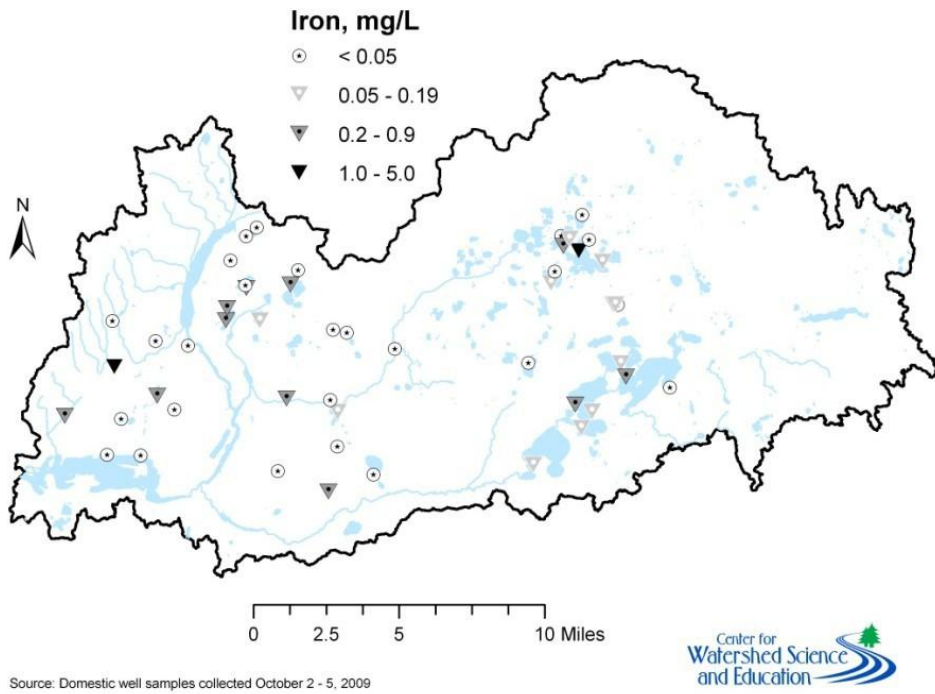 Iron, mg/L
< 0.05
0.05 - 0.19
0.2 - 0.9
1.0 - 5.0
N
0 2.5 5 10 Miles
Center for
Watershed Science
and Education
Source: Domestic well samples collected October 2 - 5, 2009